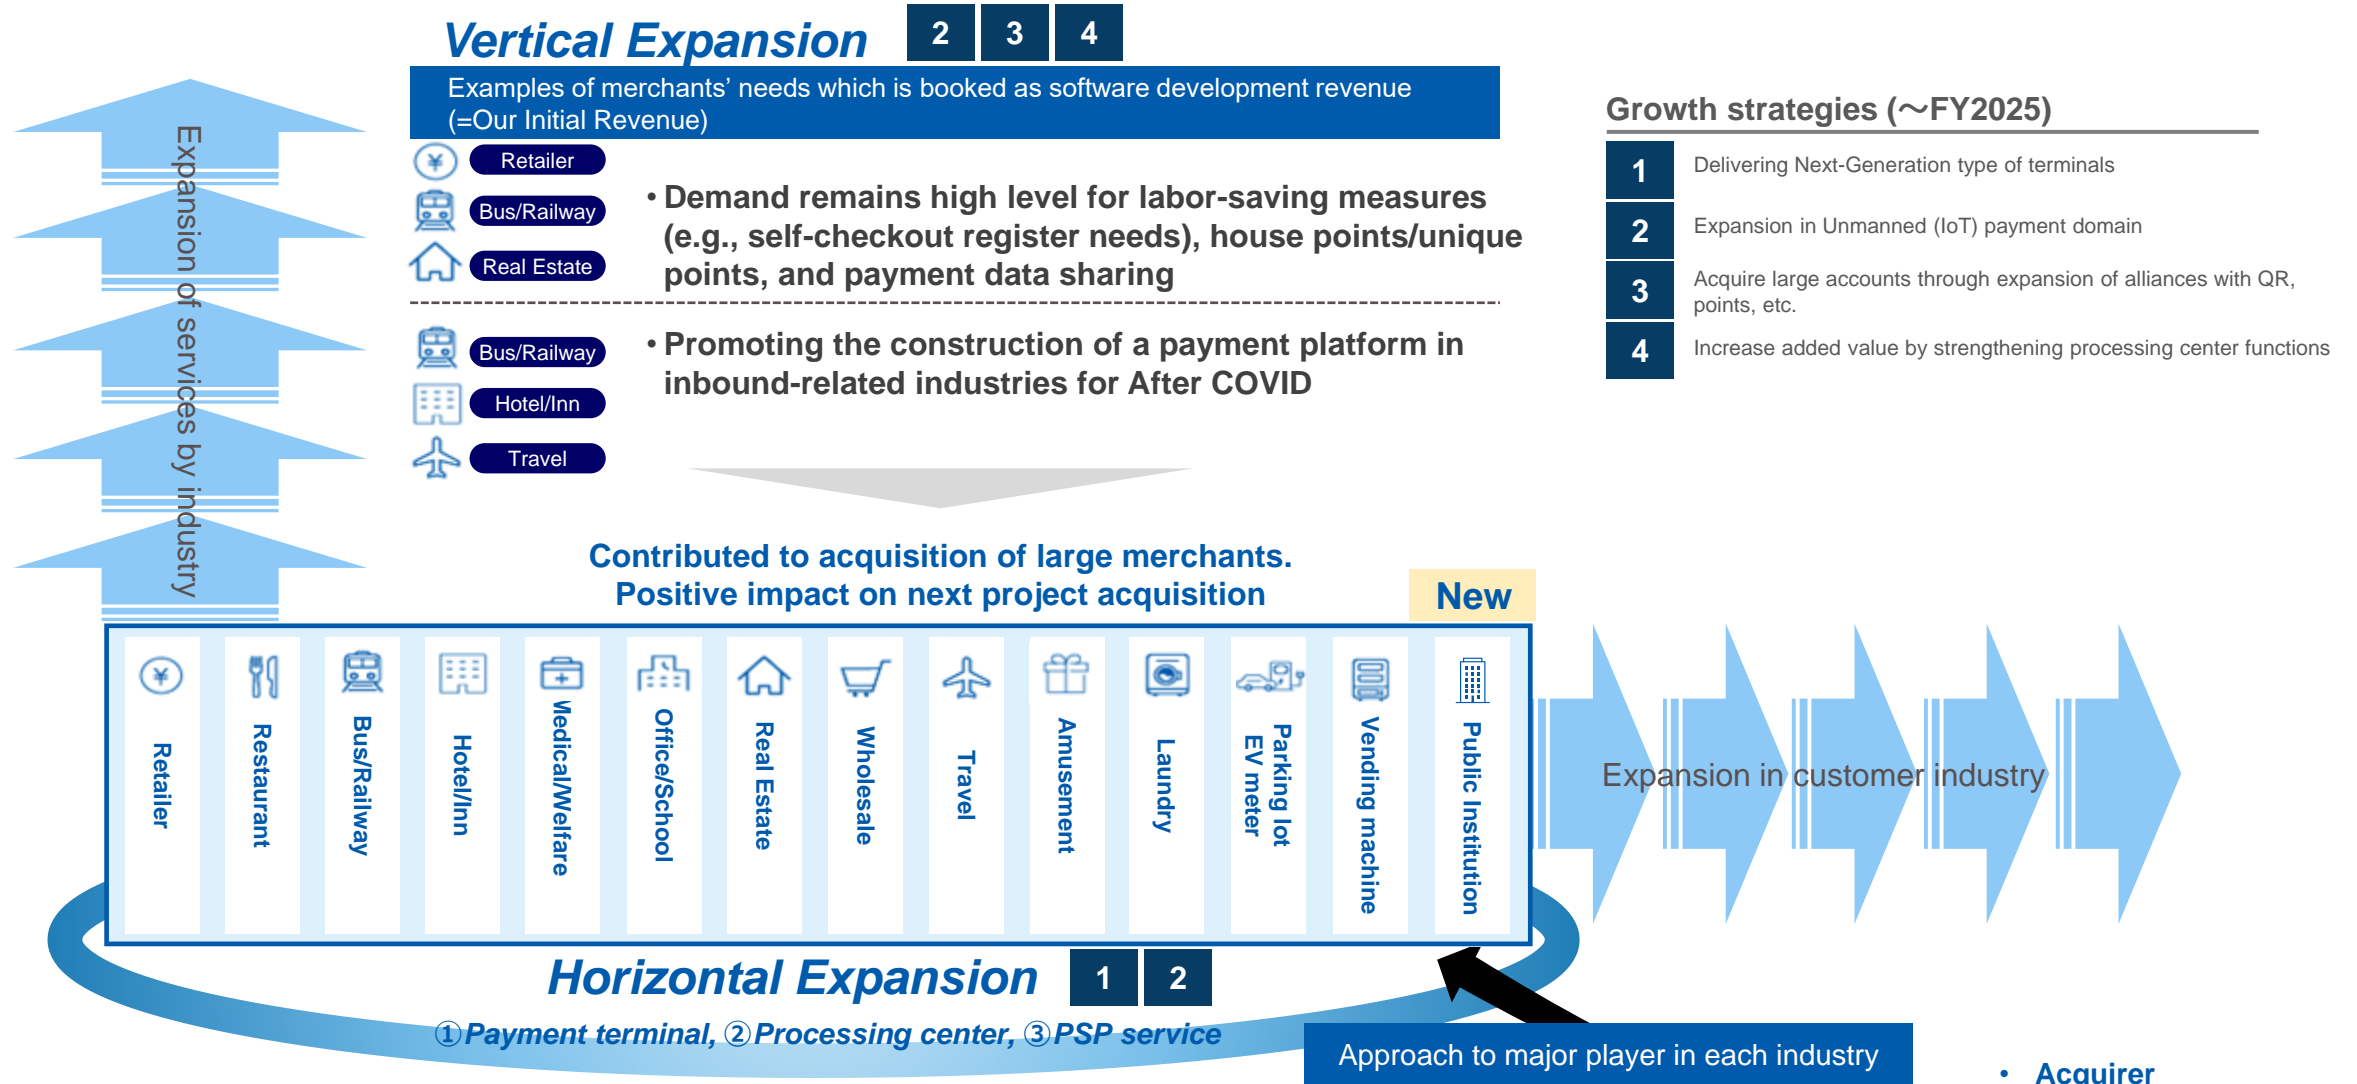 Vertical Expansion 2 3 4
Examples of merchants' needs which is booked as software development revenue
(=Our Initial Revenue)
Retailer
Bus/Railway
Real Estate
• Demand remains high level for labor-saving measures
(e.g., self-checkout register needs), house points/unique
points, and payment data sharing
Bus/Railway
Hotel/Inn
Travel
• Promoting the construction of a payment platform in
inbound-related industries for After COVID
Growth strategies (～FY2025)
1 Delivering Next-Generation type of terminals
2 Expansion in Unmanned (IoT) payment domain
3 Acquire large accounts through expansion of alliances with QR,
points, etc.
4 Increase added value by strengthening processing center functions
Expansion of services by industry
Contributed to acquisition of large merchants.
Positive impact on next project acquisition
New
Retailer
Restaurant
Bus/Railway
Hotel/Inn
Medical/Welfare
Office/School
Real Estate
Wholesale
Travel
Amusement
Laundry
Parking lot
EV meter
Vending machine
Public Institution
Expansion in customer industry
Horizontal Expansion 1 2
①Payment terminal, ②Processing center, ③PSP service
Approach to major player in each industry
• Acquirer